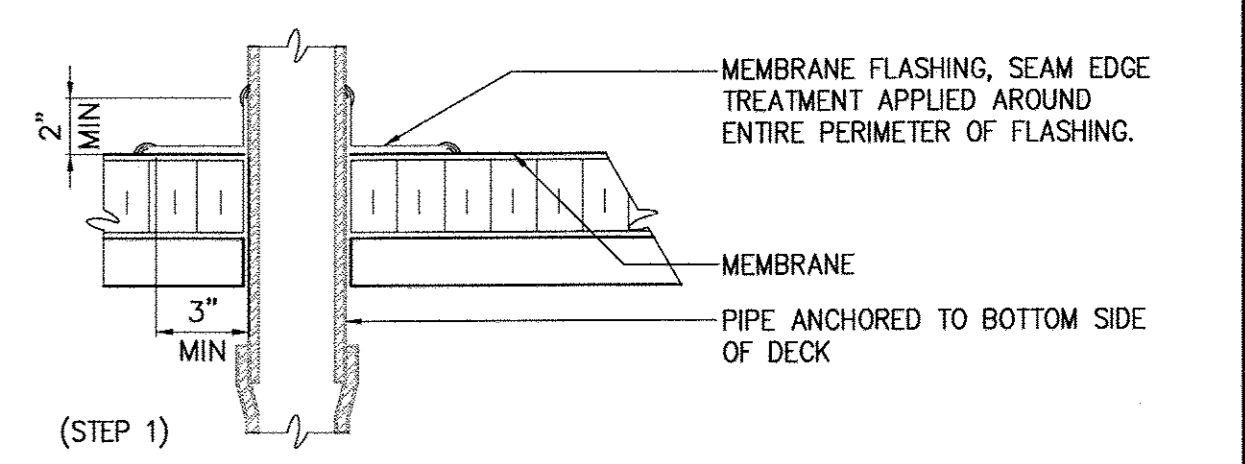 MEMBRANE FLASHING, SEAM EDGE
TREATMENT APPLIED AROUND
ENTIRE PERIMETER OF FLASHING.
2"
MIN
MEMBRANE
3"
MIN
PIPE ANCHORED TO BOTTOM SIDE
OF DECK
(STEP 1)